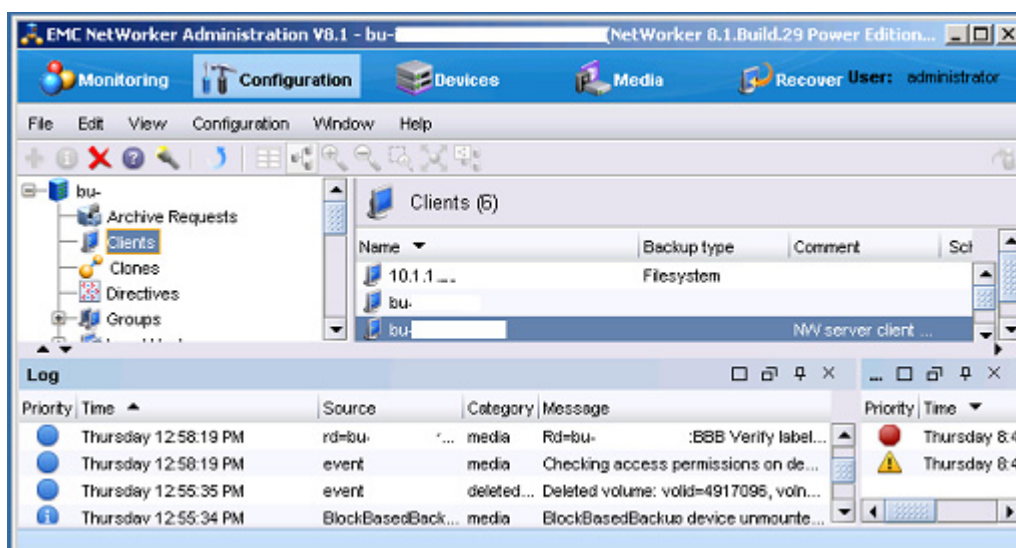 EMC NetWorker Administration V8.1 - bu- (NetWorker 8.1.Build.29 Power Edition...
Monitoring Configuration Devices Media Recover User: administrator
File Edit View Configuration Window Help
bu-
Archive Requests
Clients
Clones
Directives
Groups
Clients (6)
Name Backup type Comment Sch
10.1.1 Filesystem
bu-
bu- NW server client ...
Log
Priority Time Source Category Message
Thursday 12:58:19 PM rd=bu- ... media Rd=bu- :BBB Verify label...
Thursday 12:58:19 PM event media Checking access permissions on de...
Thursday 12:55:35 PM event deleted... Deleted volume: volid=4917096, voln...
Thursday 12:55:34 PM BlockBasedBack... media BlockBasedBackup device unmounte...
...
Priority Time
Thursday 8:4
Thursday 8:4